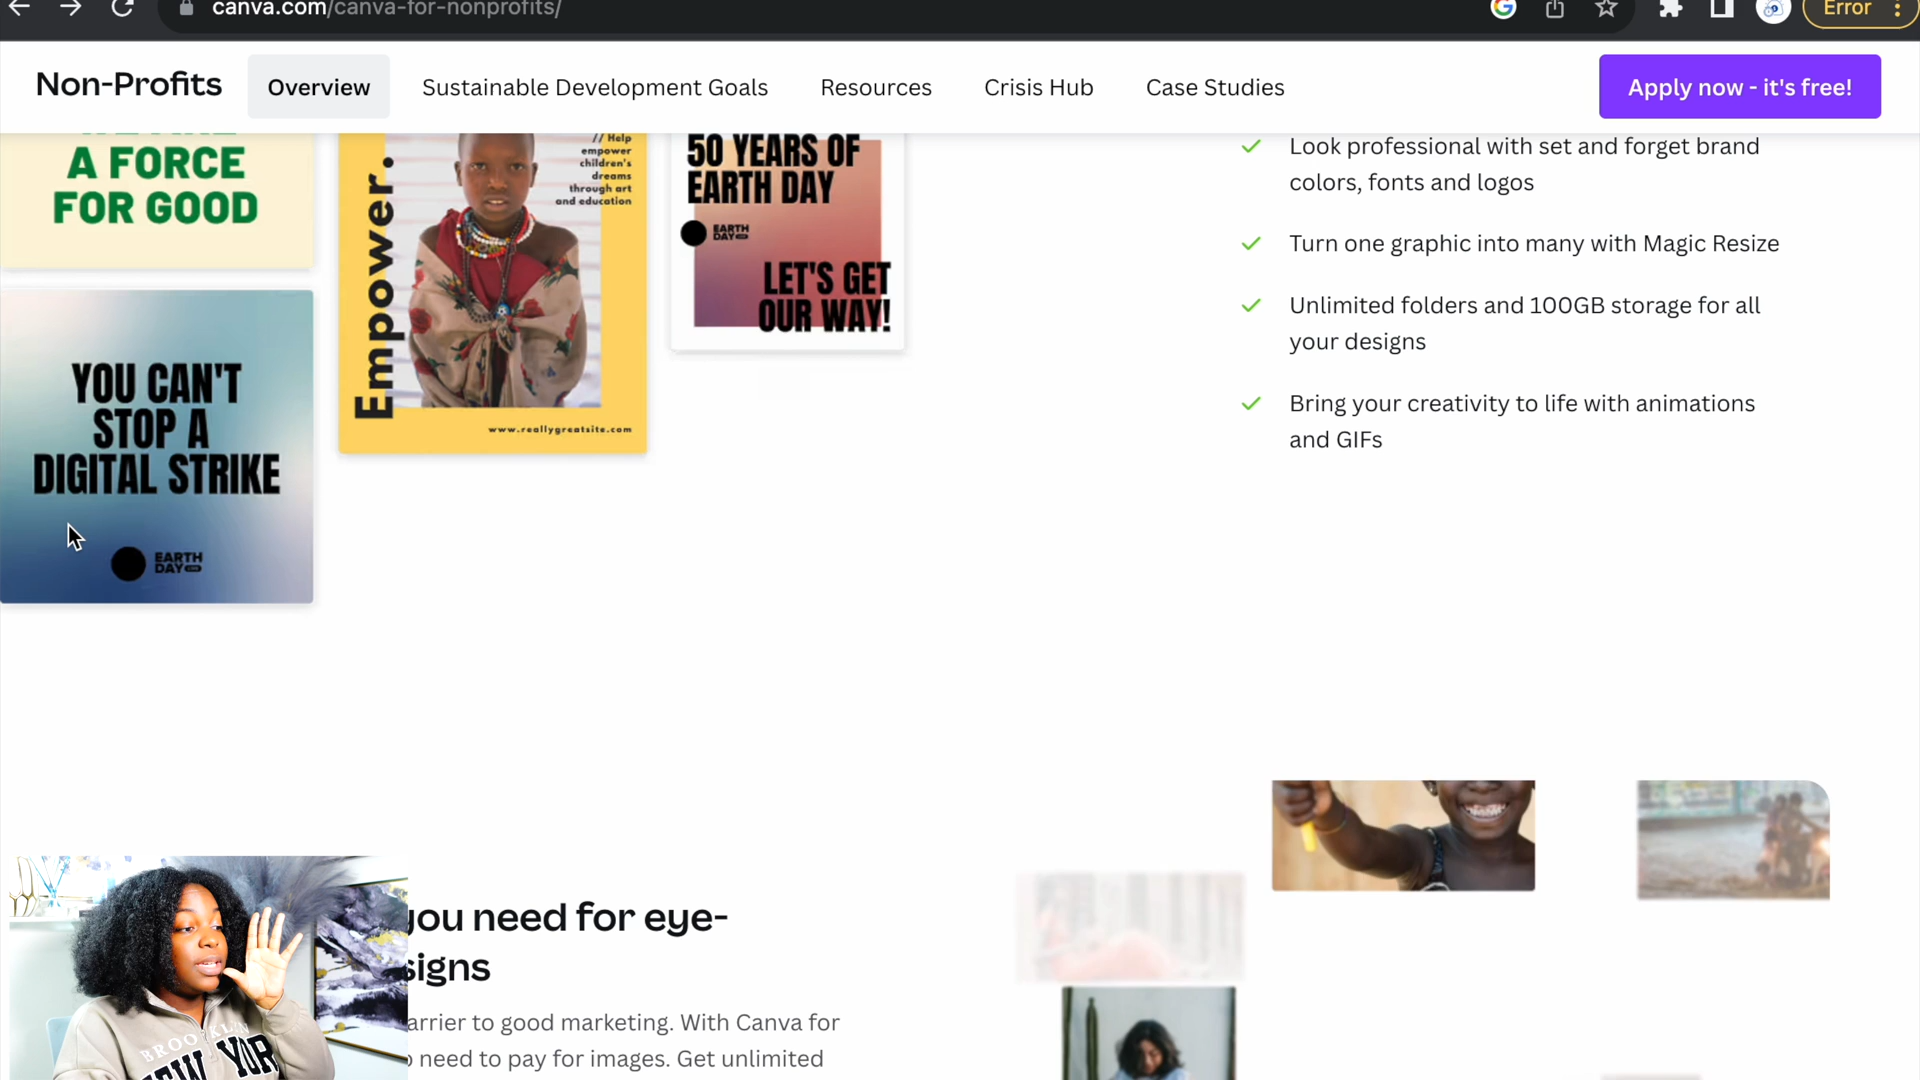 canva.com/canva-for-nonprofits/
Error
Non-Profits
Overview
Sustainable Development Goals
Resources
Crisis Hub
Case Studies
Apply now - it's free!
A FORCE
FOR GOOD
Empower.
// Help
empower
children's
dreams
through art
and education
www.reallygreatsite.com
50 YEARS OF
EARTH DAY
EARTH
DAY
LET'S GET
OUR WAY!
YOU CAN'T
STOP A
DIGITAL STRIKE
EARTH
DAY
Look professional with set and forget brand
colors, fonts and logos
Turn one graphic into many with Magic Resize
Unlimited folders and 100GB storage for all
your designs
Bring your creativity to life with animations
and GIFs
you need for eye-
signs
arrier to good marketing. With Canva for
need to pay for images. Get unlimited
BROOKLYN
NEW YOR